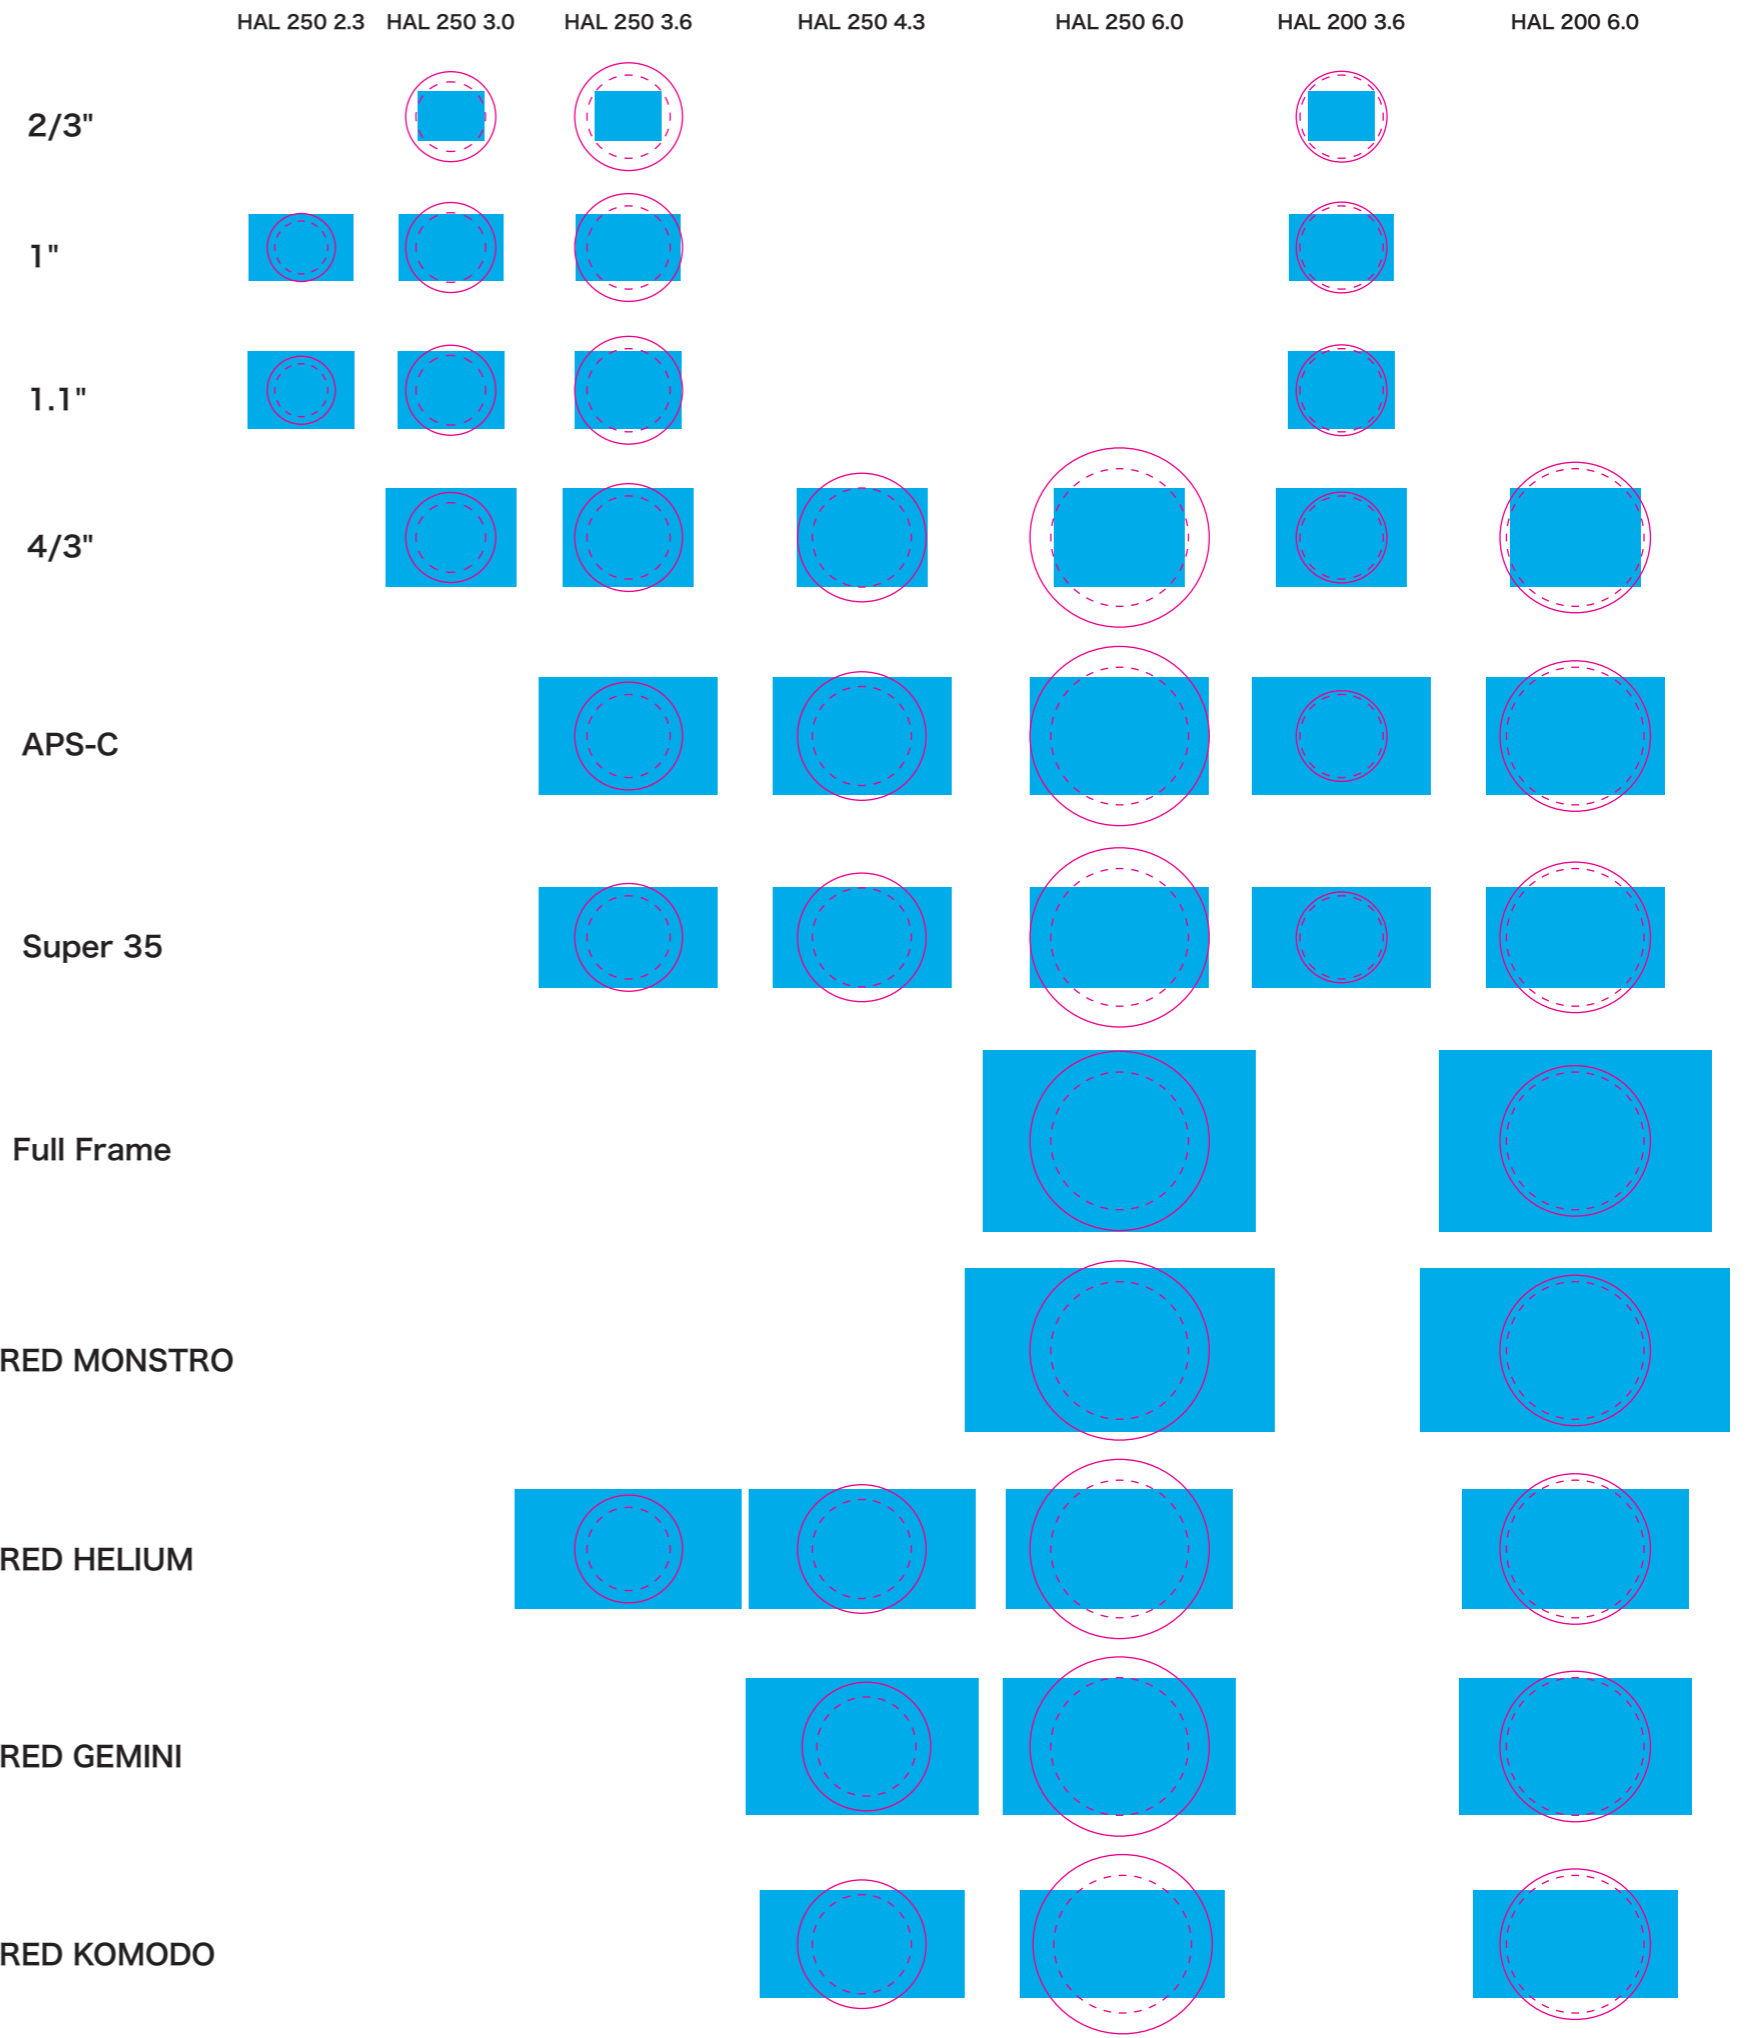 HAL 250 2.3 HAL 250 3.0 HAL 250 3.6 HAL 250 4.3 HAL 250 6.0 HAL 200 3.6 HAL 200 6.0
2/3"
1"
1.1"
4/3"
APS-C
Super 35
Full Frame
RED MONSTRO
RED HELIUM
RED GEMINI
RED KOMODO